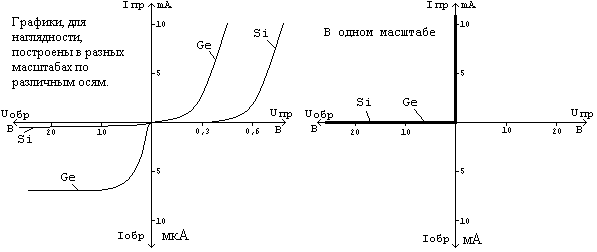 Iпр mA
Графики, для
наглядности,
построены в разных
масштабах по
различным осям.
10
5
Ge
Si
Uобр
Uпр
В 20 10 0,3 0,6 В
Si
Ge
5
10
Iобр мкА
Iпр mA
В одном масштабе
10
5
Si Ge
Uобр
Uпр
В 20 10 10 20 В
5
10
Iобр мА